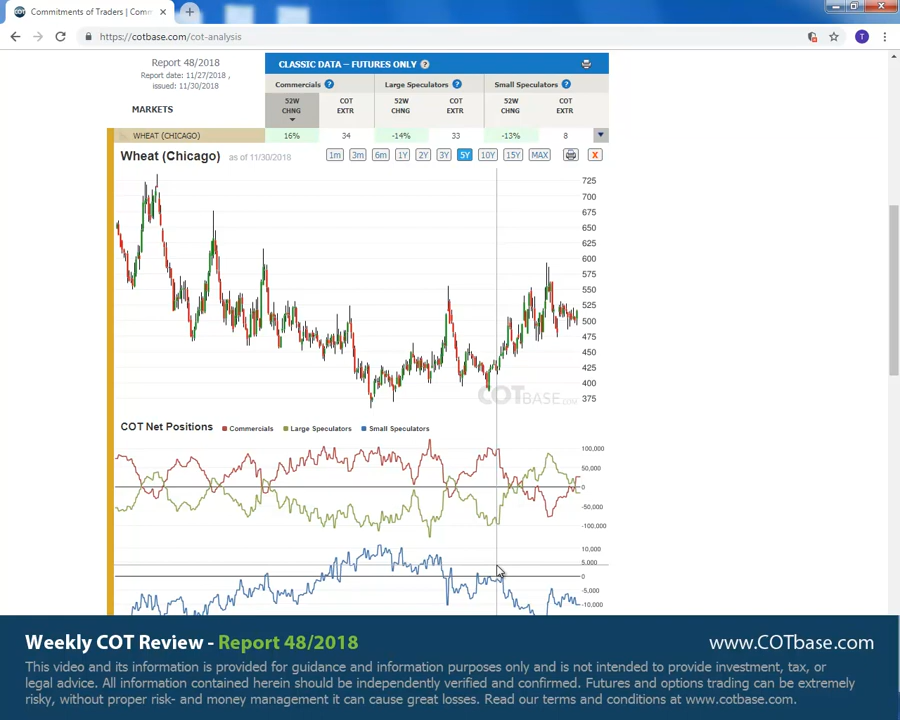 Commitments of Traders | Comm
https://cotbase.com/cot-analysis
T
Report 48/2018
Report date: 11/27/2018 ,
issued: 11/30/2018
MARKETS
CLASSIC DATA – FUTURES ONLY ?
Commercials ? Large Speculators ? Small Speculators ?
52W CHNG COT EXTR 52W CHNG COT EXTR 52W CHNG COT EXTR
WHEAT (CHICAGO) 16% 34 -14% 33 -13% 8
Wheat (Chicago) as of 11/30/2018 1m 3m 6m 1Y 2Y 3Y 5Y 10Y 15Y MAX X
725
700
675
650
625
600
575
550
525
500
475
450
425
400
375
COTBASE.COM
COT Net Positions Commercials Large Speculators Small Speculators
100,000
50,000
0
-50,000
-100,000
10,000
5,000
0
-5,000
-10,000
Weekly COT Review - Report 48/2018 www.COTbase.com
This video and its information is provided for guidance and information purposes only and is not intended to provide investment, tax, or
legal advice. All information contained herein should be independently verified and confirmed. Futures and options trading can be extremely
risky, without proper risk- and money management it can cause great losses. Read our terms and conditions at www.cotbase.com.